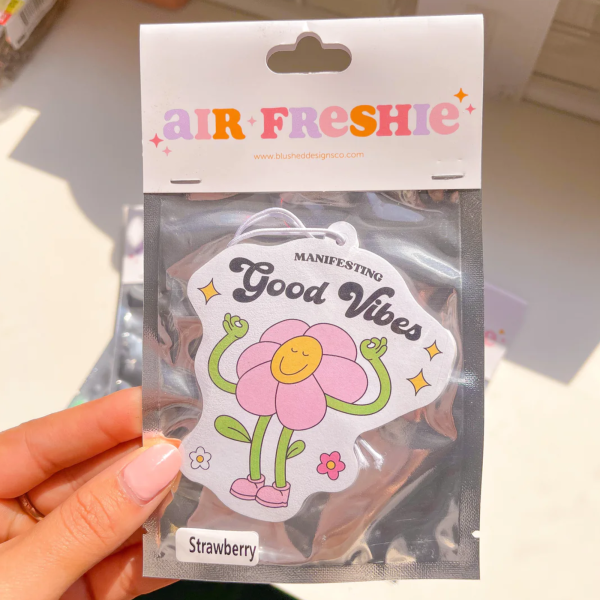 aIR FReSHIe
www.blusheddesignsco.com
MANIFESTING
Good Vibes
Strawberry